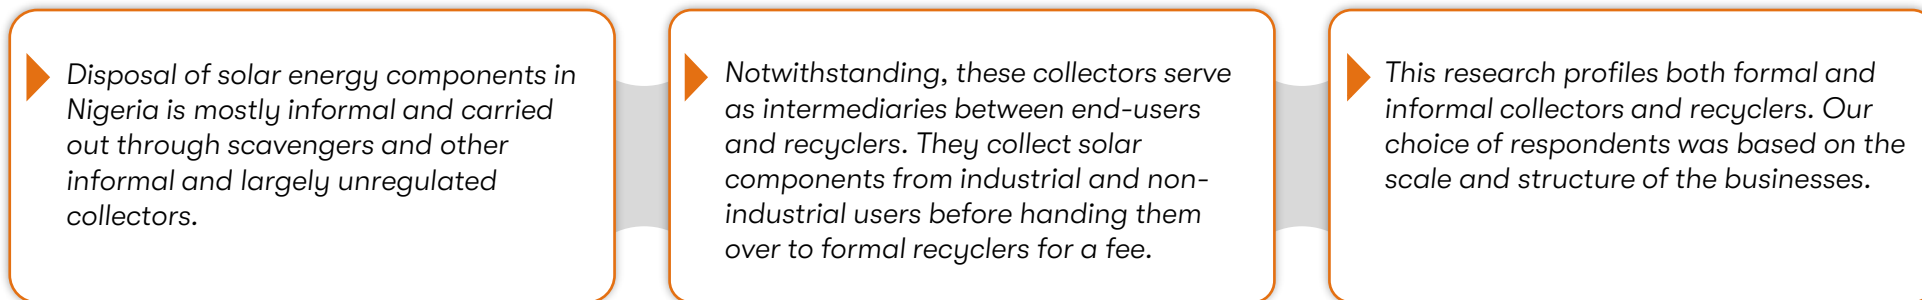 Disposal of solar energy components in
Nigeria is mostly informal and carried
out through scavengers and other
informal and largely unregulated
collectors.
Notwithstanding, these collectors serve
as intermediaries between end-users
and recyclers. They collect solar
components from industrial and non-
industrial users before handing them
over to formal recyclers for a fee.
This research profiles both formal and
informal collectors and recyclers. Our
choice of respondents was based on the
scale and structure of the businesses.